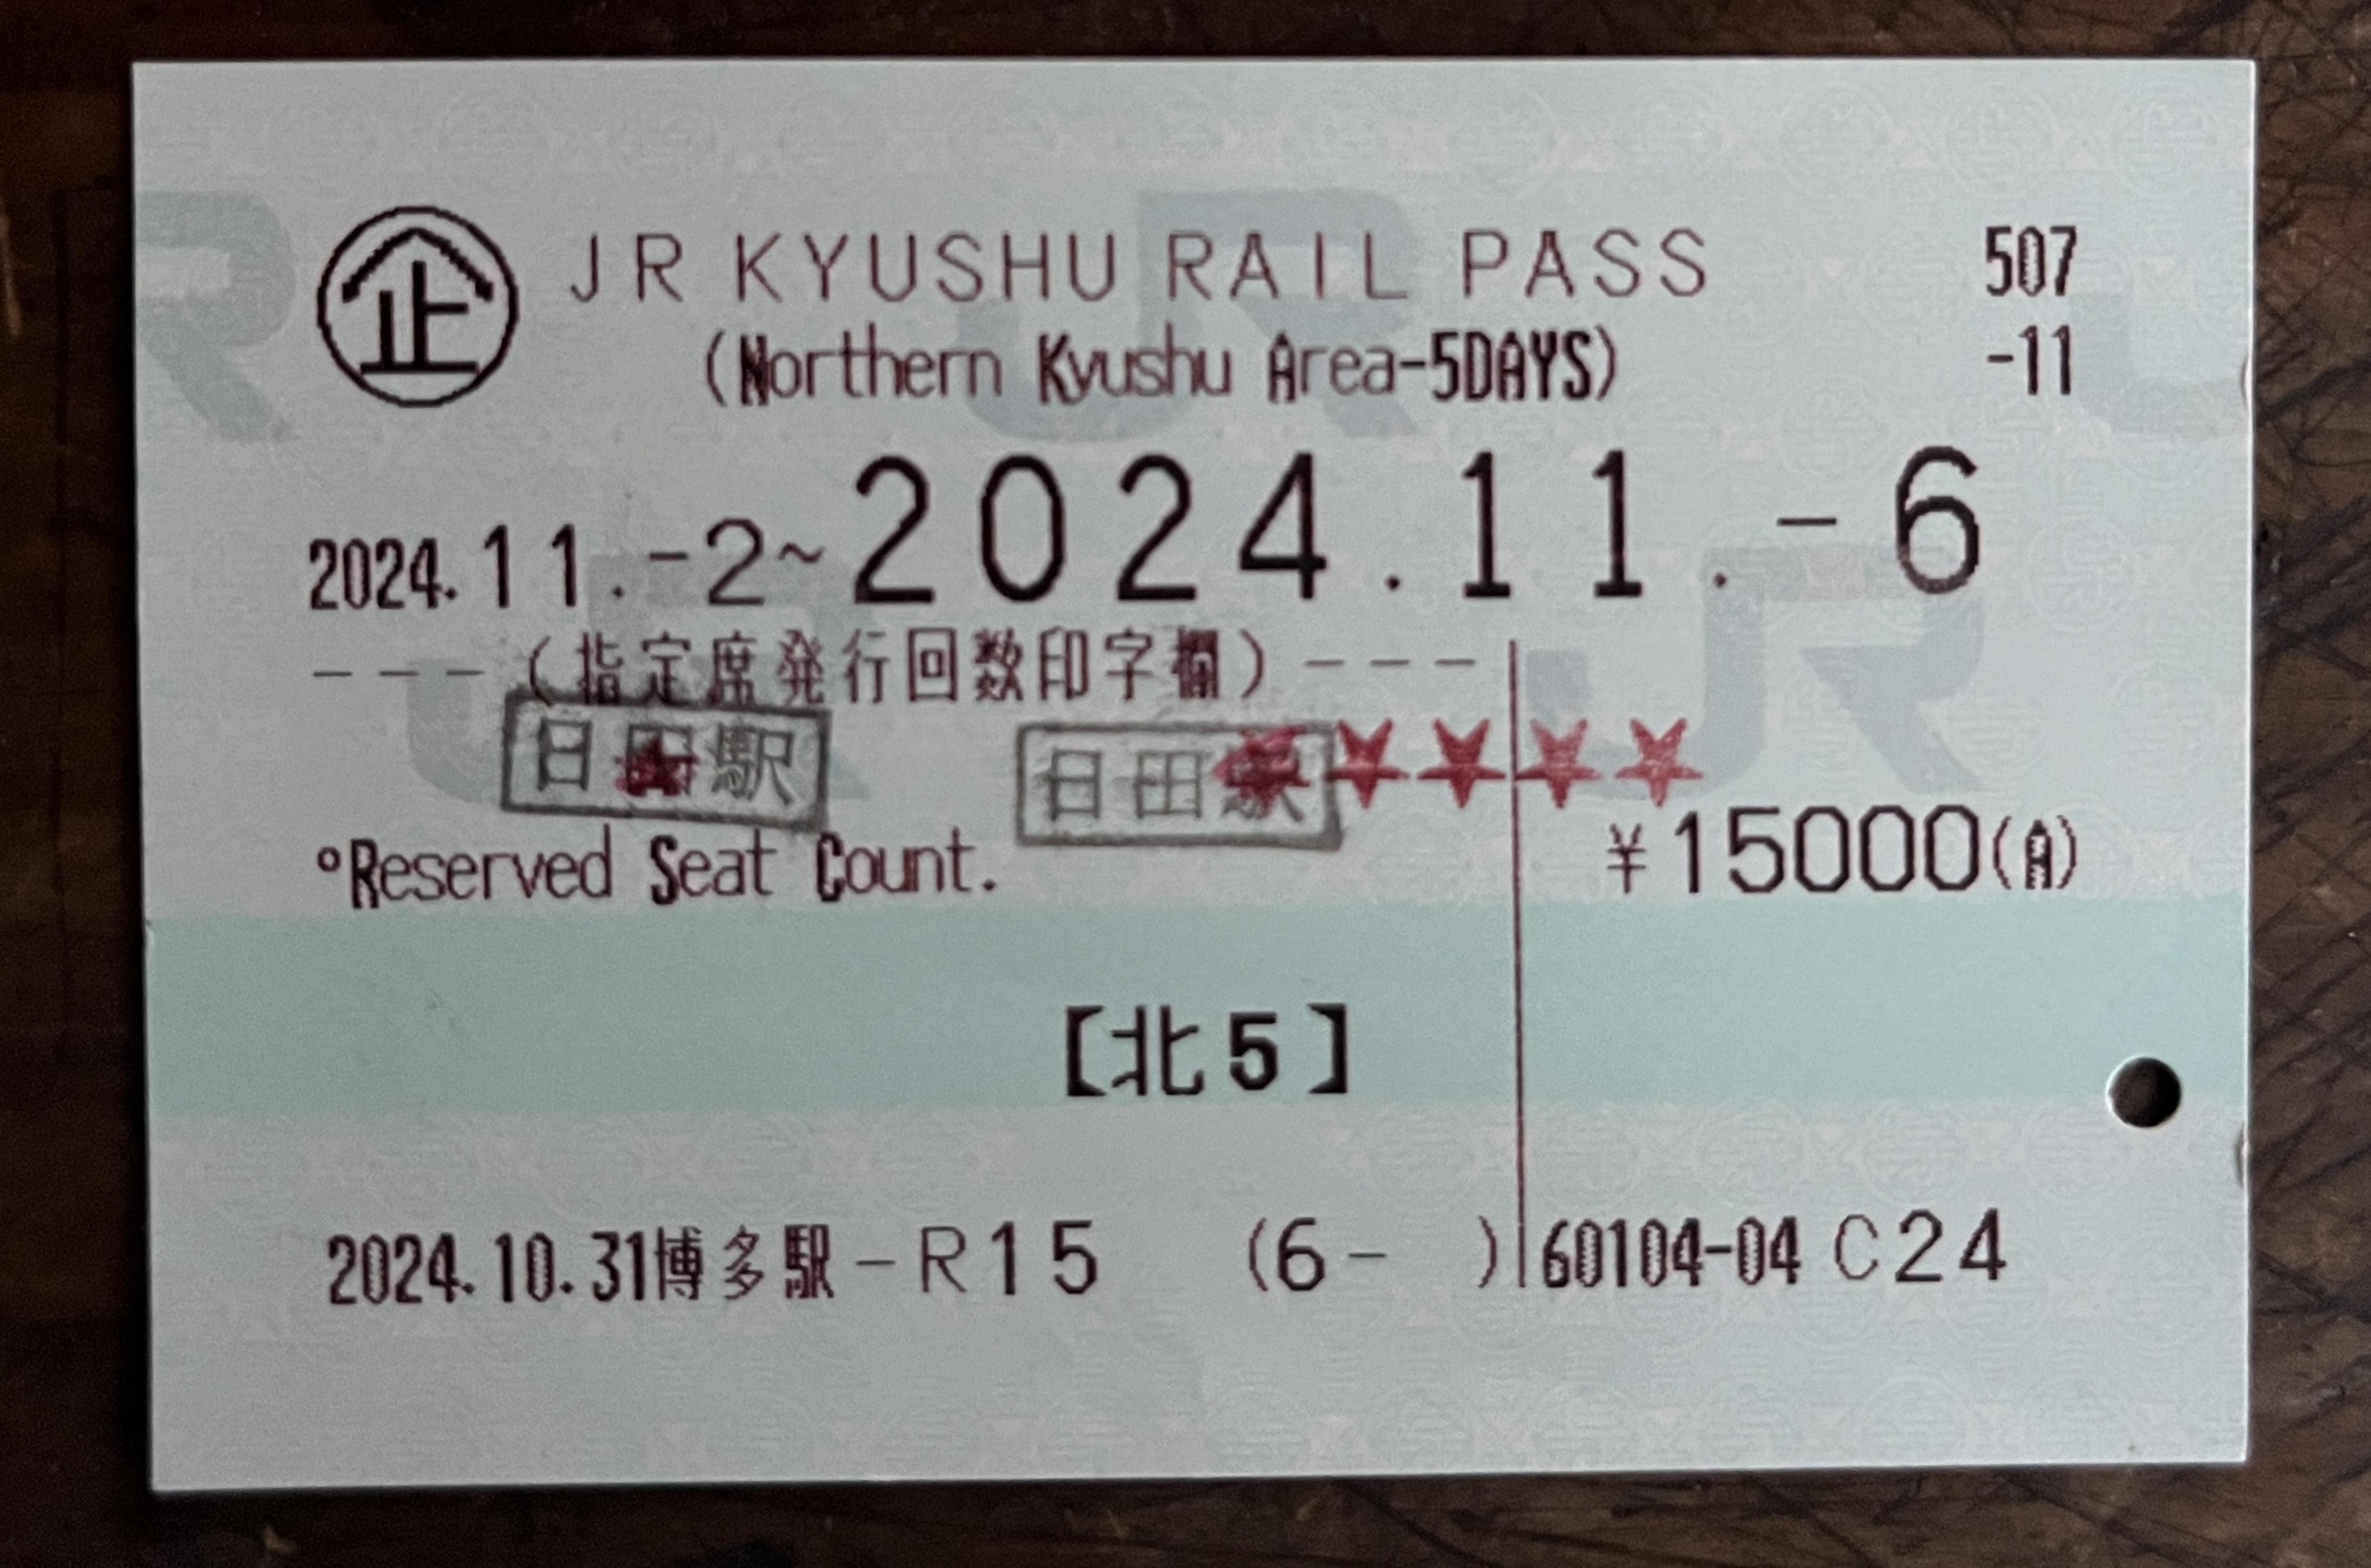 企 JR KYUSHU RAIL PASS 507
(Northern Kyushu Area-5DAYS) -11
2024.11.-2~2024.11.-6
---(指定席発行回数印字欄)---
日田駅 日田駅 ★★★★
°Reserved Seat Count. ¥15000(A)
【北5】
2024.10.31博多駅-R15 (6- ) 60104-04 C24